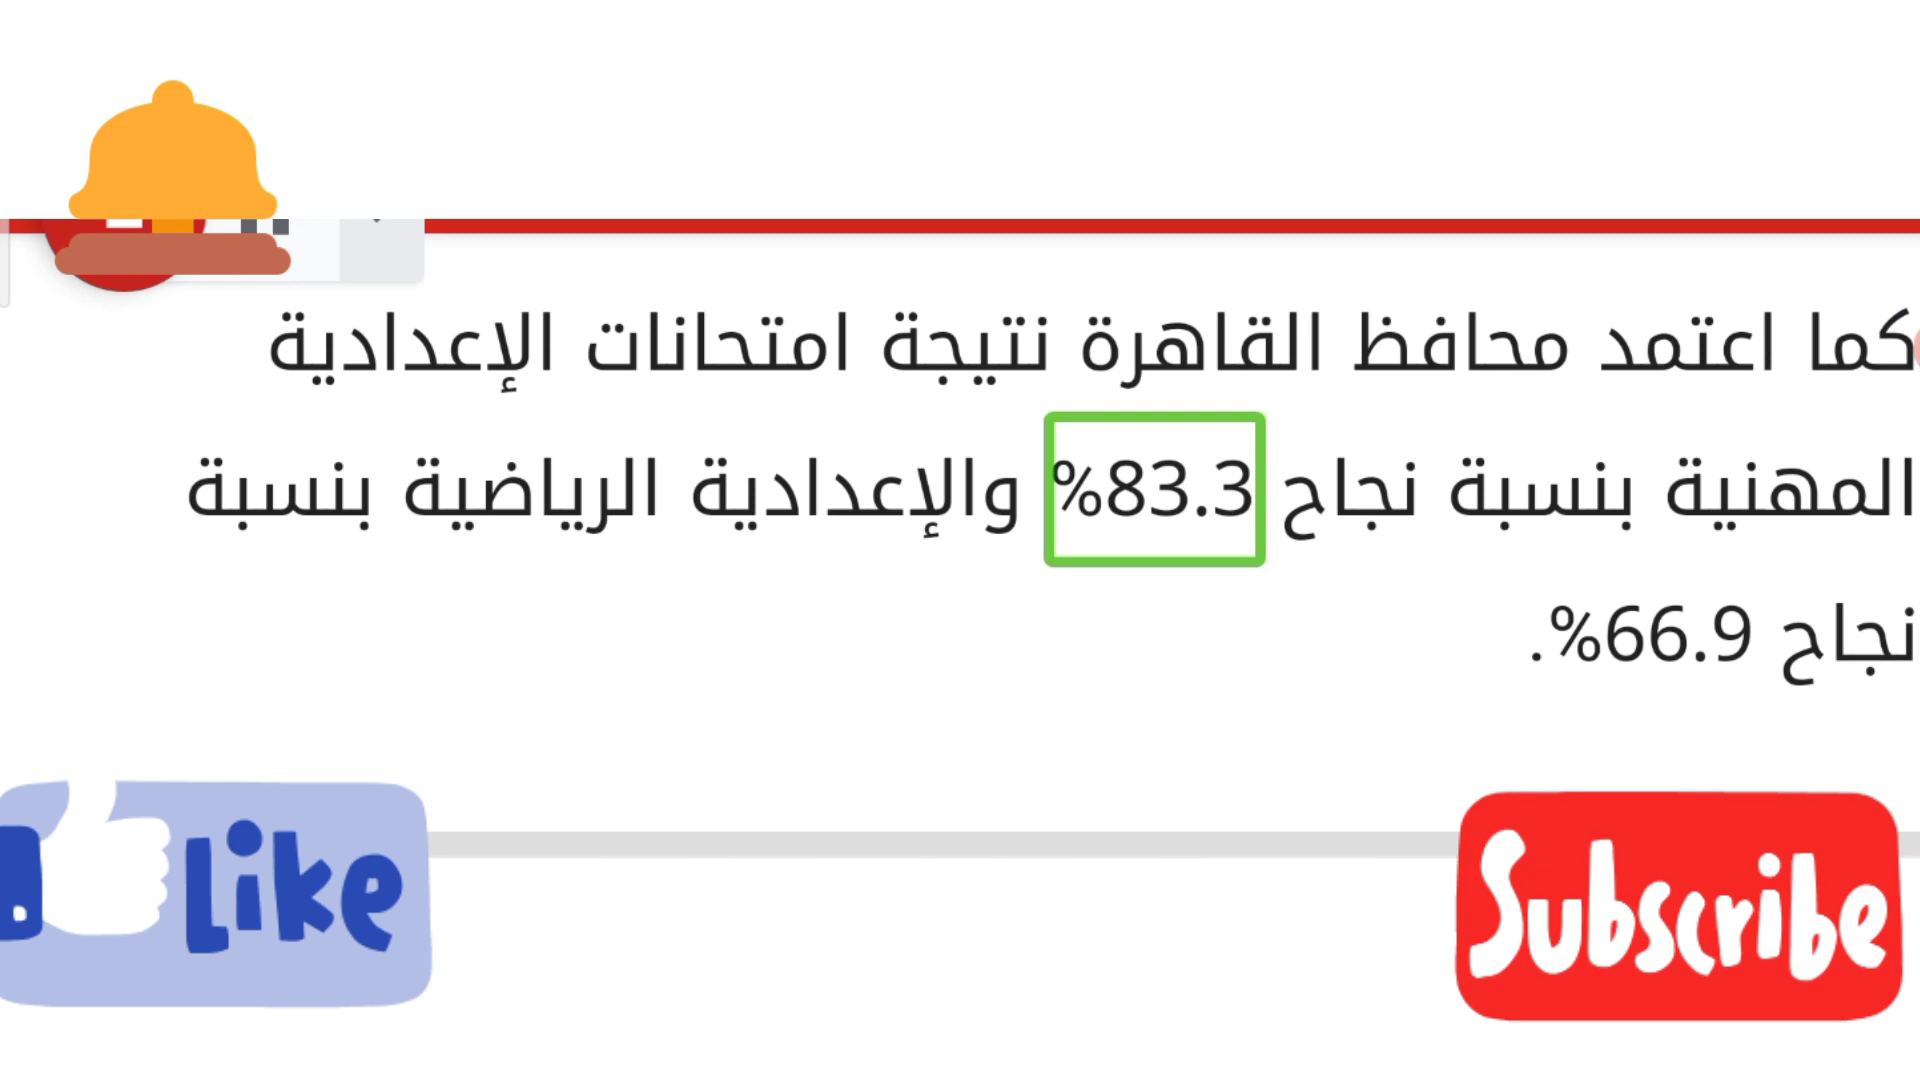 كما اعتمد محافظ القاهرة نتيجة امتحانات الإعدادية
المهنية بنسبة نجاح 83.3% والإعدادية الرياضية بنسبة
نجاح 66.9%.
Like
Subscribe